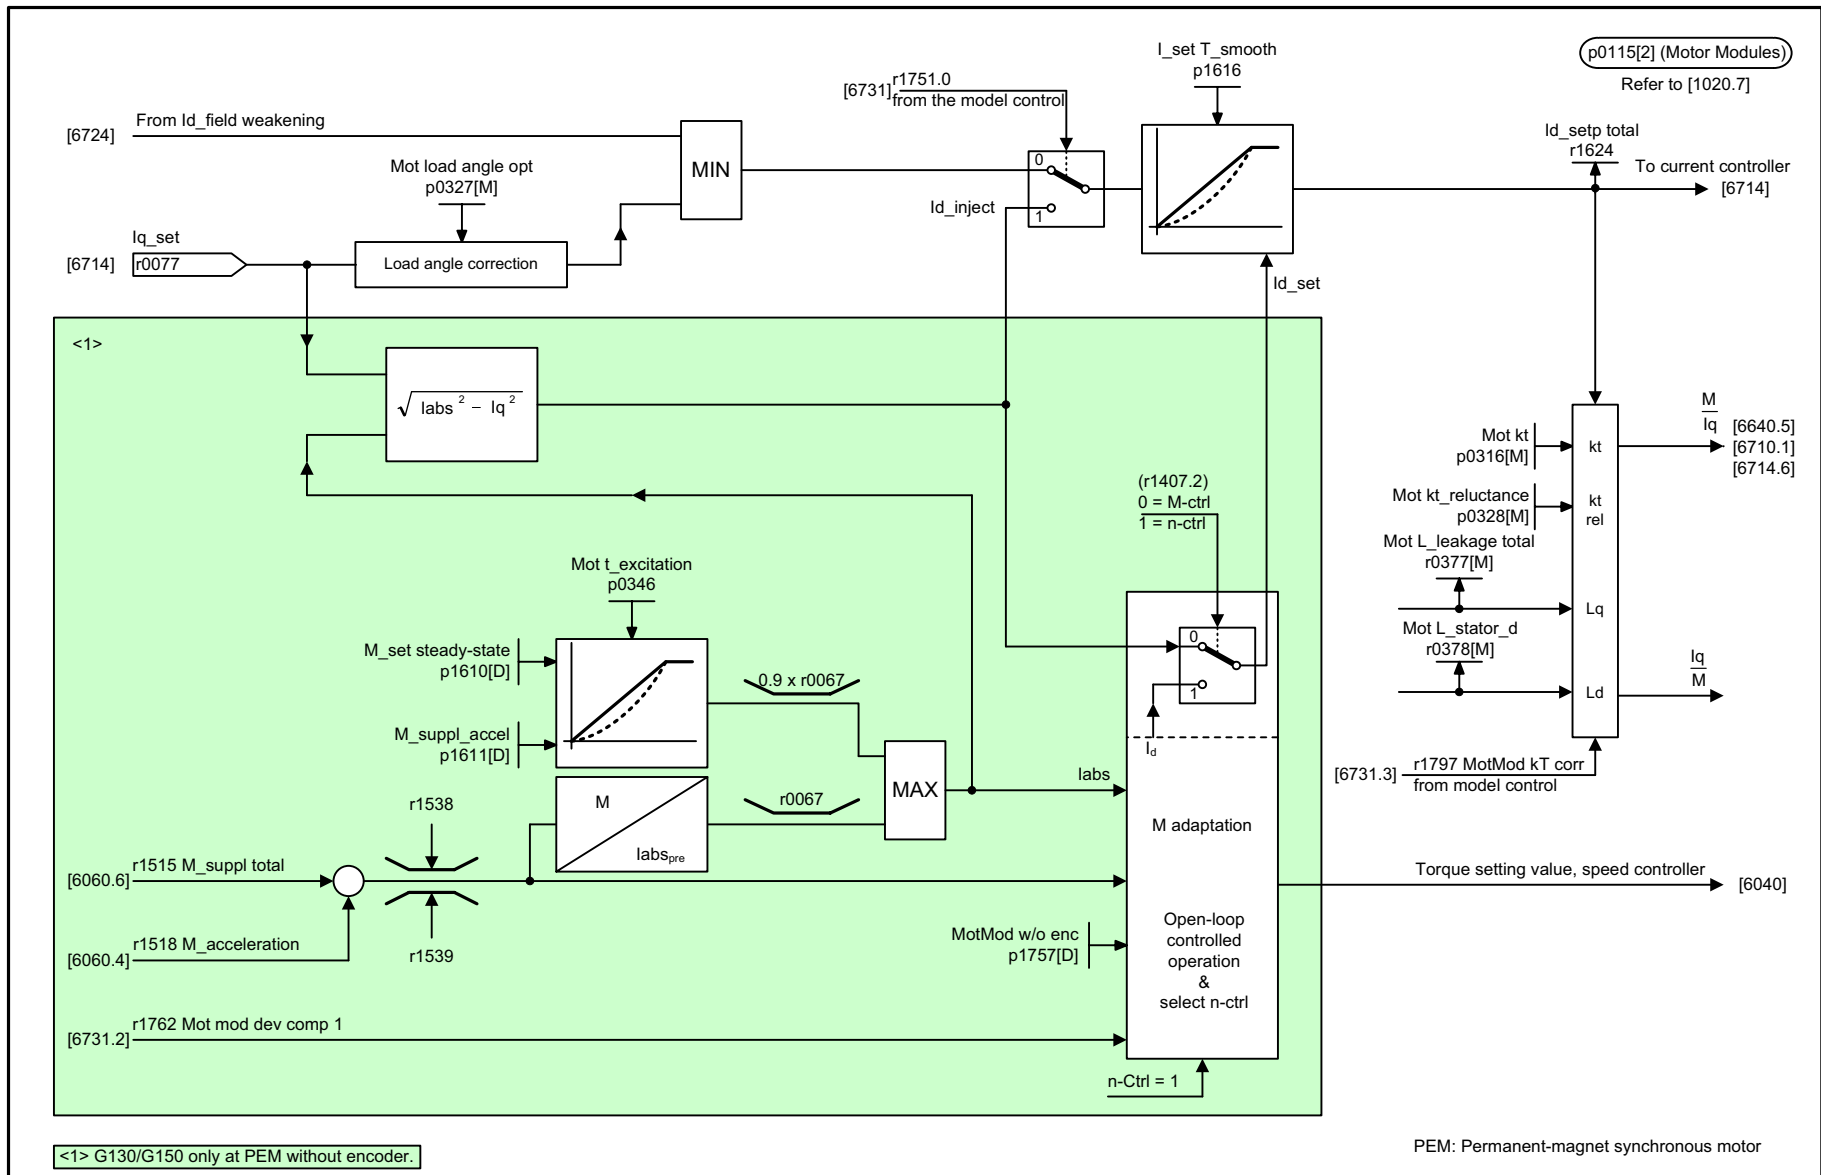 I_set T_smooth
p1616
p0115[2] (Motor Modules)
Refer to [1020.7]
[6731]
r1751.0
from the model control
[6724]
From Id_field weakening
Mot load angle opt
p0327[M]
MIN
0
1
Id_inject
Id_setp total
r1624
To current controller
[6714]
Iq_set
[6714]
r0077
Load angle correction
Id_set
<1>
√ Iabs ² – Iq ²
(r1407.2)
0 = M-ctrl
1 = n-ctrl
Mot kt
p0316[M]
kt
M
Iq
[6640.5]
[6710.1]
[6714.6]
Mot kt_reluctance
p0328[M]
kt
rel
Mot L_leakage total
r0377[M]
Lq
Mot L_stator_d
r0378[M]
Ld
Iq
M
[6731.3]
r1797 MotMod kT corr
from model control
Mot t_excitation
p0346
M_set steady-state
p1610[D]
M_suppl_accel
p1611[D]
0.9 x r0067
0
1
Id
MAX
Iabs
r0067
M
Iabspre
M adaptation
r1538
[6060.6]
r1515 M_suppl total
Torque setting value, speed controller
[6040]
[6060.4]
r1518 M_acceleration
r1539
MotMod w/o enc
p1757[D]
Open-loop
controlled
operation
&
select n-ctrl
[6731.2]
r1762 Mot mod dev comp 1
n-Ctrl = 1
<1> G130/G150 only at PEM without encoder.
PEM: Permanent-magnet synchronous motor